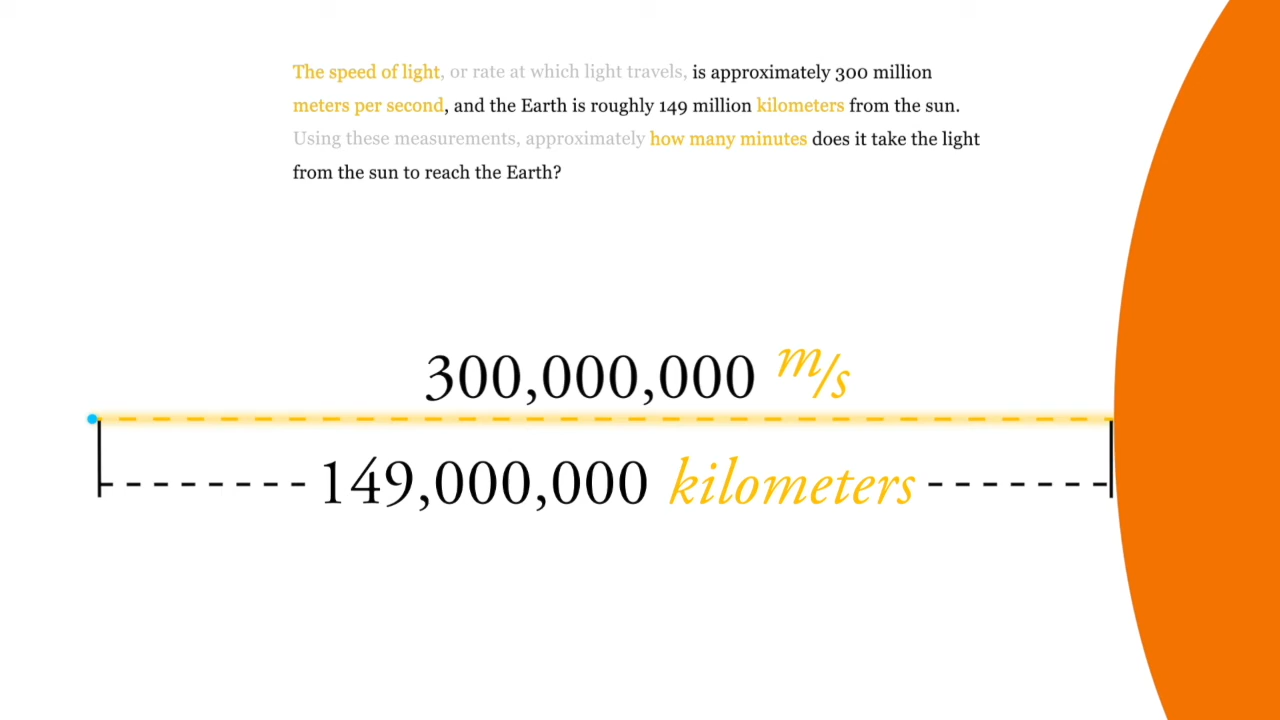 The speed of light, or rate at which light travels, is approximately 300 million
meters per second, and the Earth is roughly 149 million kilometers from the sun.
Using these measurements, approximately how many minutes does it take the light
from the sun to reach the Earth?
300,000,000 m/s
149,000,000 kilometers